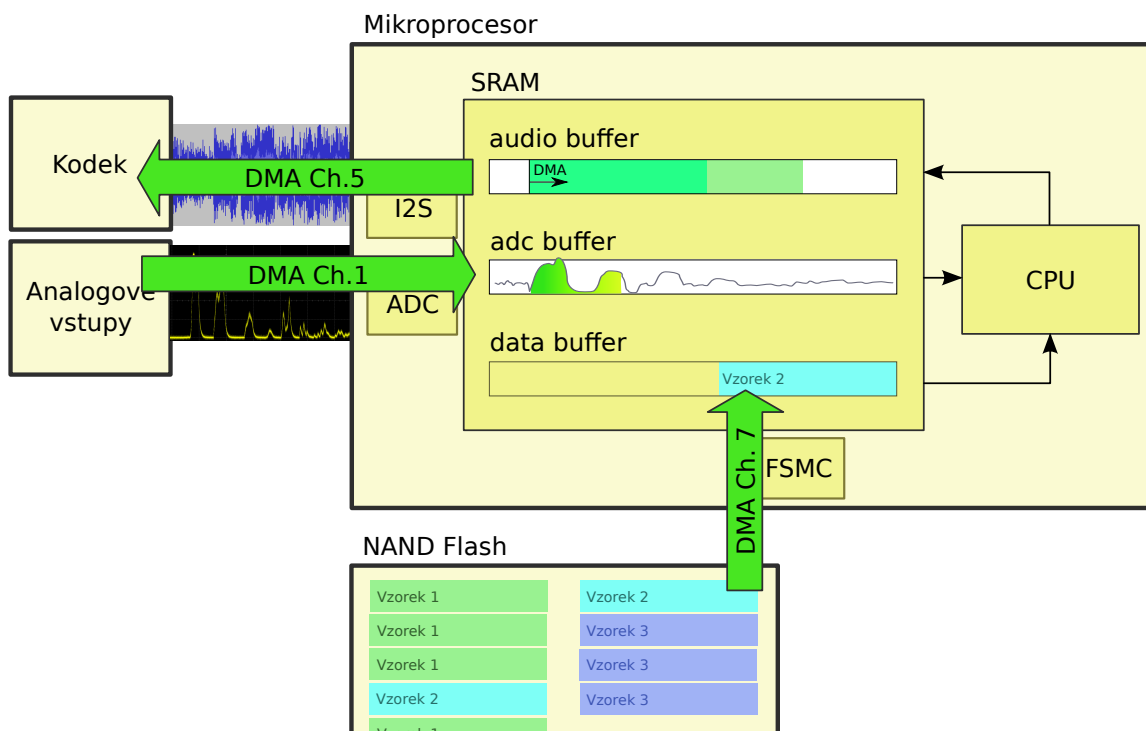 Mikroprocesor
SRAM
audio buffer
DMA
Kodek
DMA Ch.5
I2S
adc buffer
DMA Ch.1
Analogove
vstupy
ADC
CPU
data buffer
Vzorek 2
DMA Ch. 7
FSMC
NAND Flash
Vzorek 1
Vzorek 1
Vzorek 1
Vzorek 2
Vzorek 1
Vzorek 2
Vzorek 3
Vzorek 3
Vzorek 3